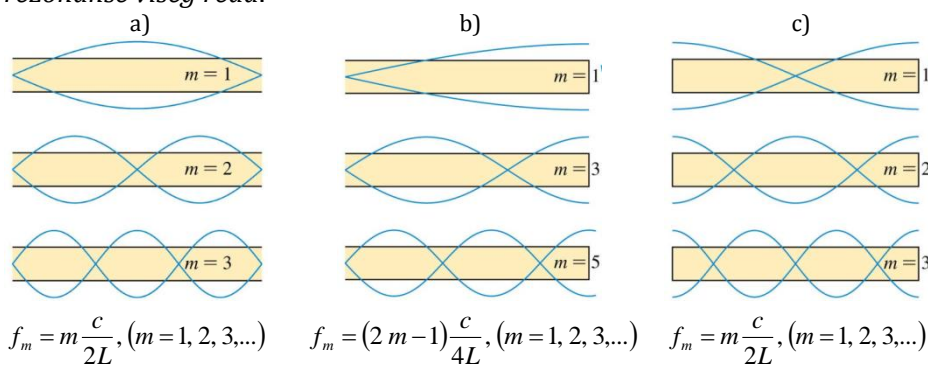 rezonanse višeg reda.
a) b) c)
m = 1 m = 1 m = 1
m = 2 m = 3 m = 2
m = 3 m = 5 m = 3
f_m = m c/2L, (m = 1, 2, 3,...) f_m = (2 m − 1) c/4L, (m = 1, 2, 3,...) f_m = m c/2L, (m = 1, 2, 3,...)